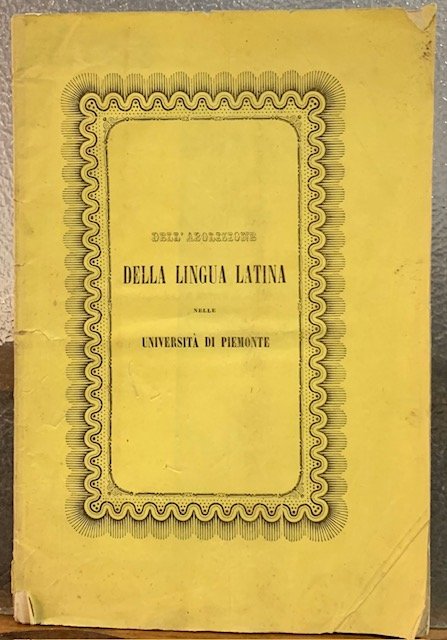 DELL' ABOLIZIONE
DELLA LINGUA LATINA
NELLE
UNIVERSITÀ DI PIEMONTE